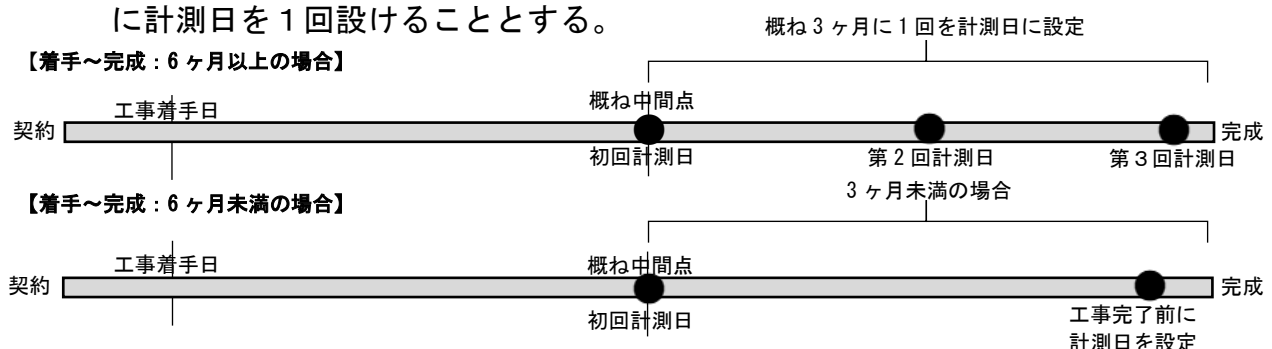 に計測日を１回設けることとする。
概ね３ヶ月に１回を計測日に設定
【着手～完成：６ヶ月以上の場合】
工事着手日
概ね中間点
契約
完成
初回計測日
第２回計測日
第３回計測日
【着手～完成：６ヶ月未満の場合】
３ヶ月未満の場合
工事着手日
概ね中間点
契約
完成
初回計測日
工事完了前に
計測日を設定